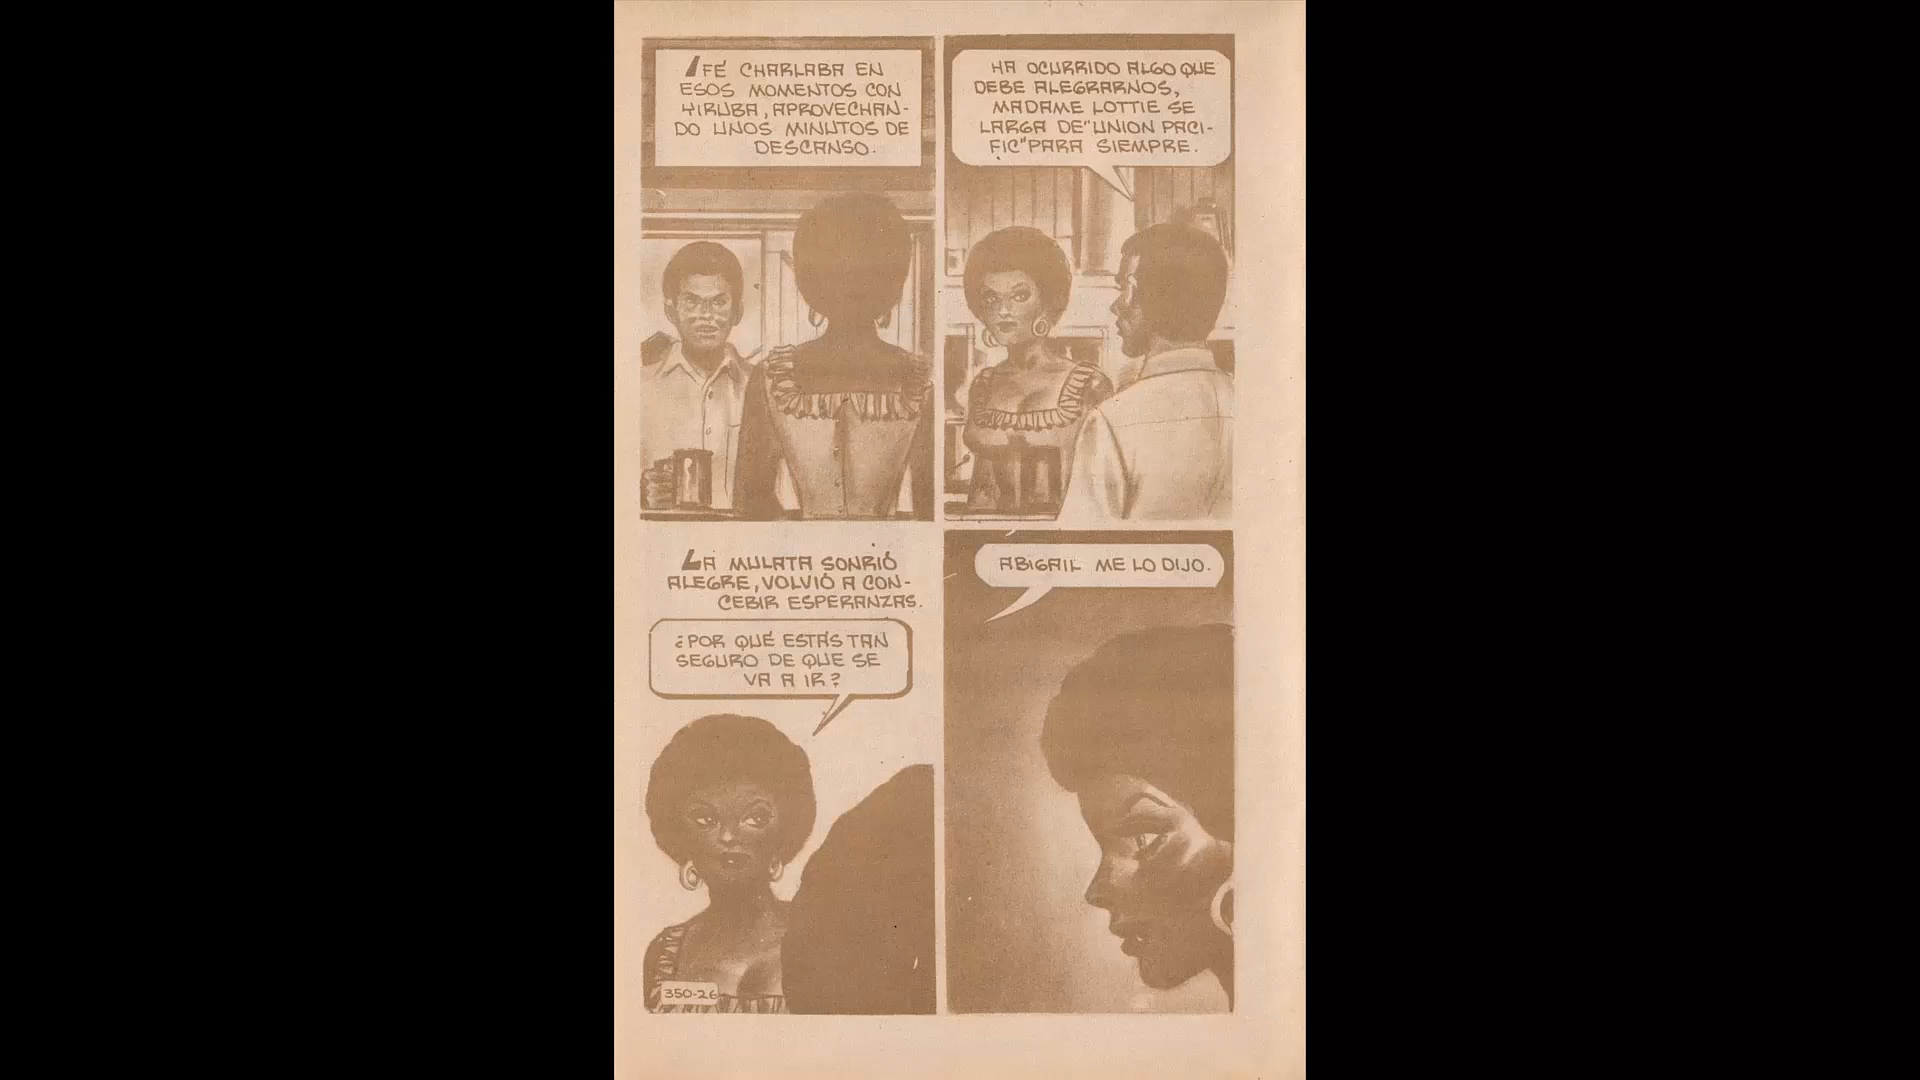 IFÉ CHARLABA EN
ESOS MOMENTOS CON
YIRUBA, APROVECHAN-
DO UNOS MINUTOS DE
DESCANSO.
HA OCURRIDO ALGO QUE
DEBE ALEGRARNOS,
MADAME LOTTIE SE
LARGA DE "UNION PACI-
FIC" PARA SIEMPRE.
LA MULATA SONRIÓ
ALEGRE, VOLVIÓ A CON-
CEBIR ESPERANZAS.
¿POR QUÉ ESTÁS TAN
SEGURO DE QUE SE
VA A IR?
ABIGAIL ME LO DIJO.
350-26